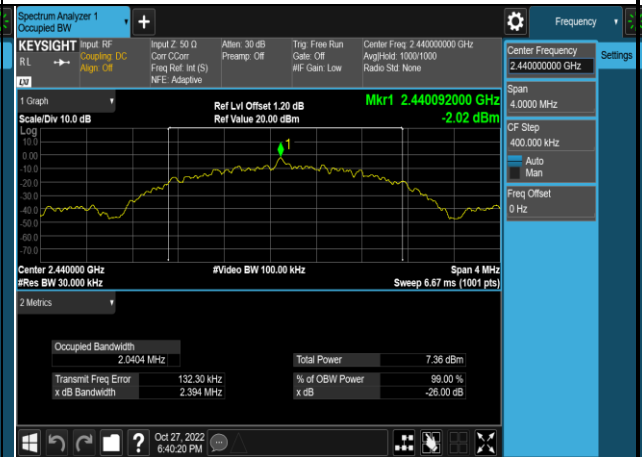 Spectrum Analyzer 1
Occupied BW
Frequency
KEYSIGHT
RL
LXI
Input: RF
Coupling: DC
Align: Off
Input Z: 50 Ω
Corr CCorr
Freq Ref: Int (S)
NFE: Adaptive
Atten: 30 dB
Preamp: Off
Trig: Free Run
Gate: Off
#IF Gain: Low
Center Freq: 2.440000000 GHz
Avg|Hold: 1000/1000
Radio Std: None
Center Frequency
2.440000000 GHz
Settings
Span
4.0000 MHz
CF Step
400.000 kHz
Auto
Man
Freq Offset
0 Hz
1 Graph
Scale/Div 10.0 dB
Ref Lvl Offset 1.20 dB
Ref Value 20.00 dBm
Mkr1 2.440092000 GHz
-2.02 dBm
Log
10.0
0.00
-10.0
-20.0
-30.0
-40.0
-50.0
-60.0
-70.0
1
Center 2.440000 GHz
#Res BW 30.000 kHz
#Video BW 100.00 kHz
Span 4 MHz
Sweep 6.67 ms (1001 pts)
2 Metrics
Occupied Bandwidth
2.0404 MHz
Total Power 7.36 dBm
Transmit Freq Error 132.30 kHz
% of OBW Power 99.00 %
x dB Bandwidth 2.394 MHz
x dB -26.00 dB
?
Oct 27, 2022
6:40:20 PM